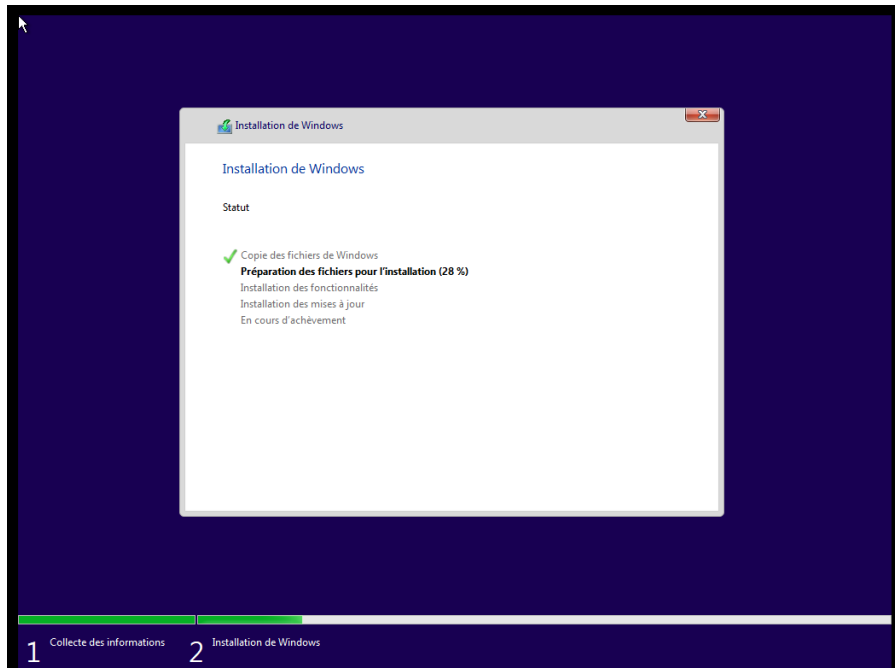 Installation de Windows
Installation de Windows
Statut
Copie des fichiers de Windows
Préparation des fichiers pour l'installation (28 %)
Installation des fonctionnalités
Installation des mises à jour
En cours d'achèvement
1 Collecte des informations
2 Installation de Windows